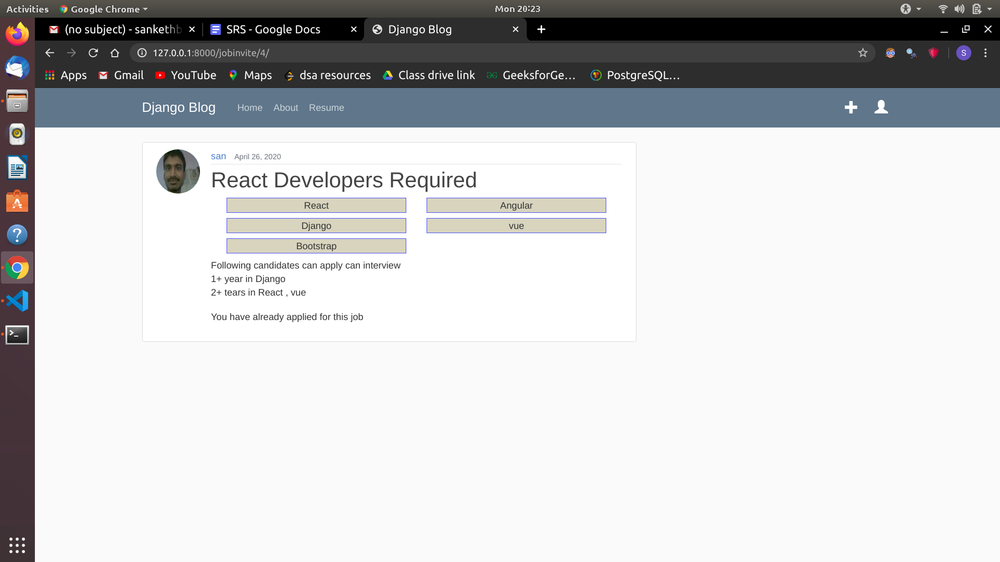 Activities Google Chrome Mon 20:23
(no subject) - sankethb SRS - Google Docs Django Blog
127.0.0.1:8000/jobinvite/4/ S
Apps Gmail YouTube Maps dsa resources Class drive link GeeksforGe... PostgreSQL...
Django Blog Home About Resume
san April 26, 2020
React Developers Required
React Angular
Django vue
Bootstrap
Following candidates can apply can interview
1+ year in Django
2+ tears in React , vue
You have already applied for this job